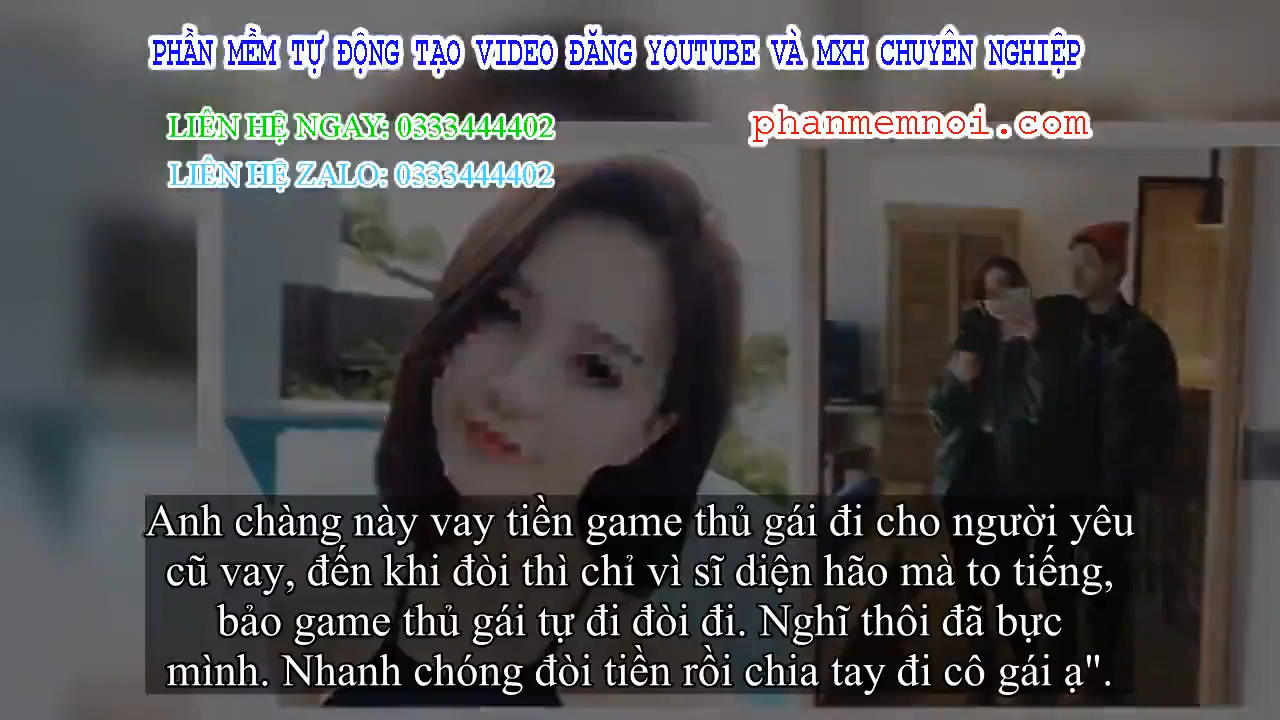 PHẦN MỀM TỰ ĐỘNG TẠO VIDEO ĐĂNG YOUTUBE VÀ MXH CHUYÊN NGHIỆP
LIÊN HỆ NGAY: 0333444402
phanmemnoi.com
LIÊN HỆ ZALO: 0333444402
Anh chàng này vay tiền game thủ gái đi cho người yêu
cũ vay, đến khi đòi thì chỉ vì sĩ diện hão mà to tiếng,
bảo game thủ gái tự đi đòi đi. Nghĩ thôi đã bực
mình. Nhanh chóng đòi tiền rồi chia tay đi cô gái ạ".